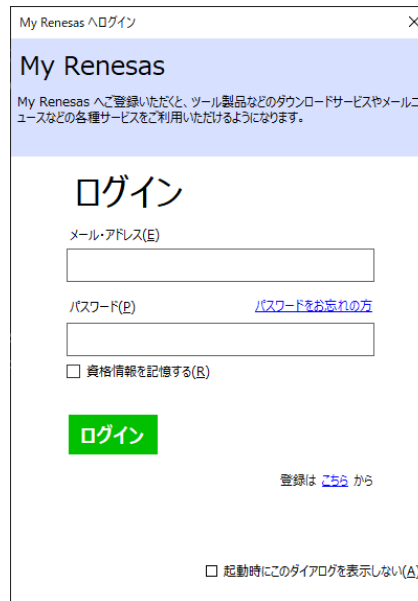 My Renesas へログイン
My Renesas
My Renesas へご登録いただくと、ツール製品などのダウンロードサービスやメールニ
ュースなどの各種サービスをご利用いただけるようになります。
ログイン
メール・アドレス(E)
パスワード(P) パスワードをお忘れの方
資格情報を記憶する(R)
ログイン
登録は こちら から
起動時にこのダイアログを表示しない(A)